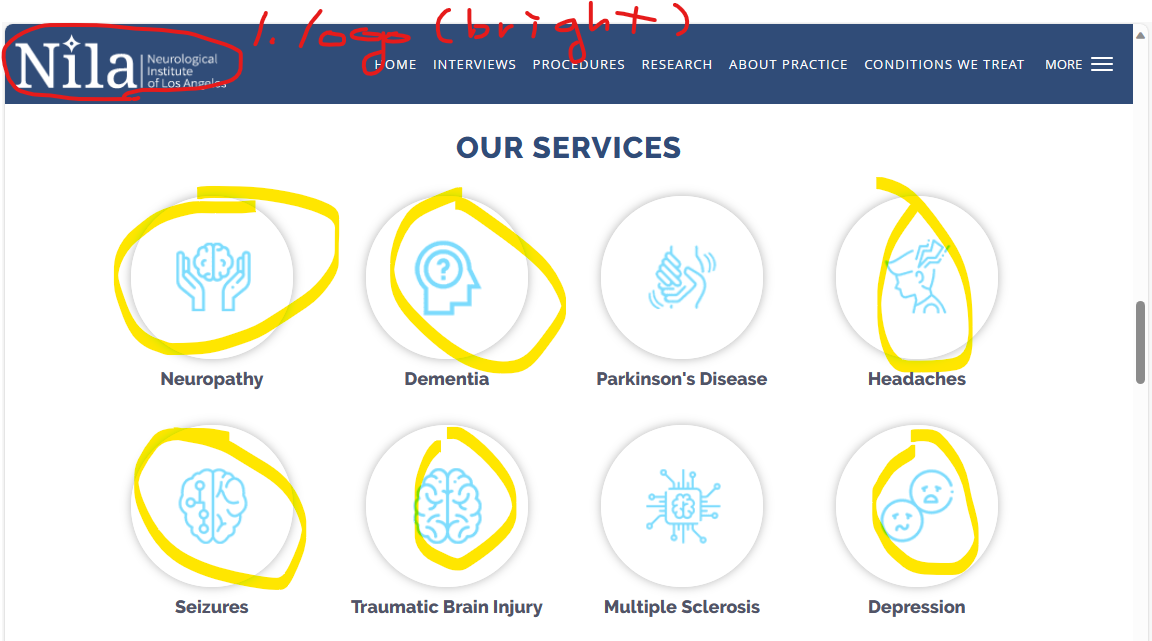 1. logo (bright)
Nila
Neurological
Institute
of Los Angeles
HOME INTERVIEWS PROCEDURES RESEARCH ABOUT PRACTICE CONDITIONS WE TREAT MORE
OUR SERVICES
Neuropathy Dementia Parkinson's Disease Headaches
Seizures Traumatic Brain Injury Multiple Sclerosis Depression